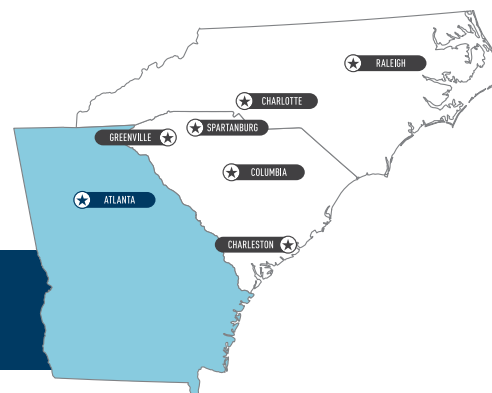 RALEIGH
CHARLOTTE
SPARTANBURG
GREENVILLE
COLUMBIA
ATLANTA
CHARLESTON